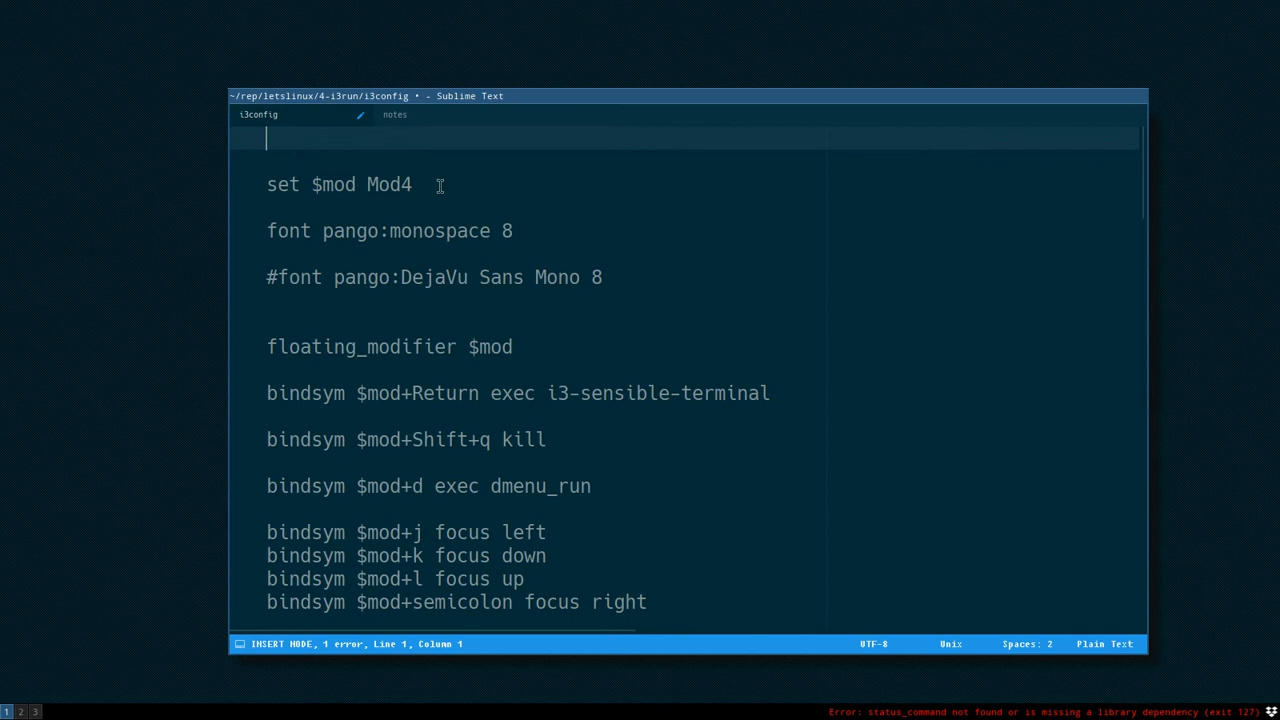 ~/rep/letslinux/4-i3run/i3config • - Sublime Text
i3config
notes
set $mod Mod4
font pango:monospace 8
#font pango:DejaVu Sans Mono 8
floating_modifier $mod
bindsym $mod+Return exec i3-sensible-terminal
bindsym $mod+Shift+q kill
bindsym $mod+d exec dmenu_run
bindsym $mod+j focus left
bindsym $mod+k focus down
bindsym $mod+l focus up
bindsym $mod+semicolon focus right
INSERT MODE, 1 error, Line 1, Column 1 UTF-8 Unix Spaces: 2 Plain Text
1 2 3 Error: status_command not found or is missing a library dependency (exit 127)